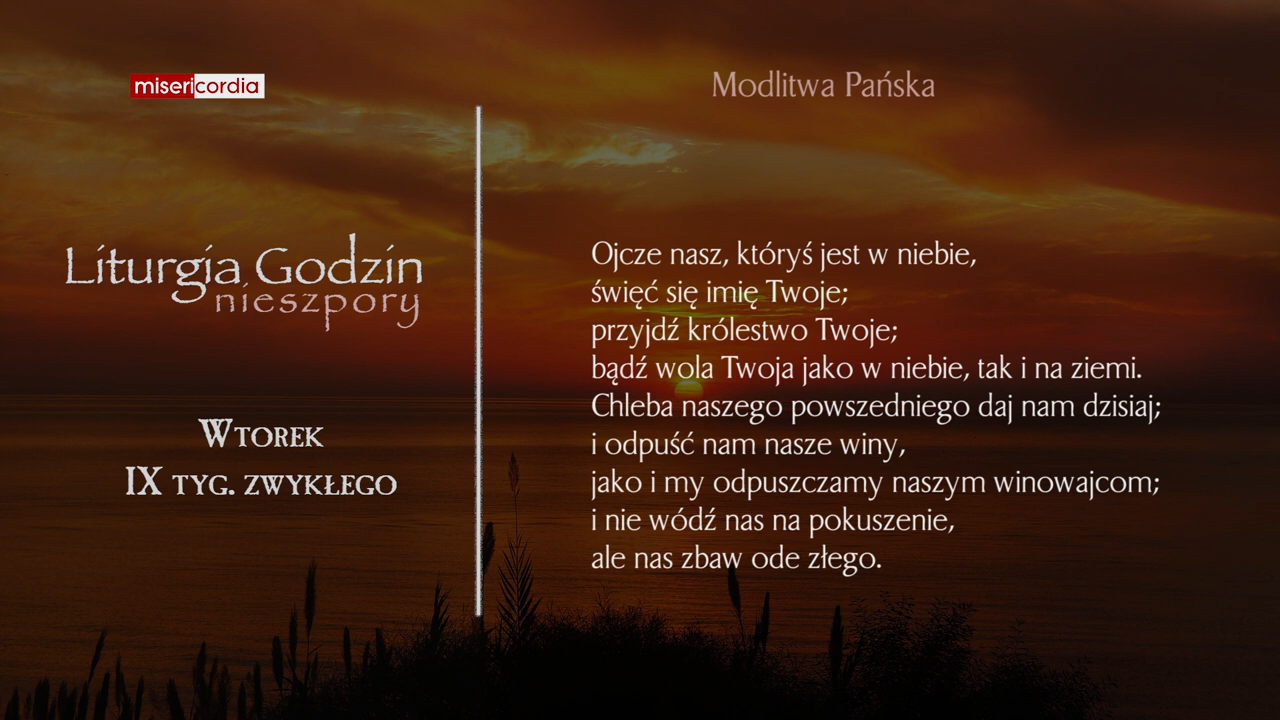 misericordia
Liturgia Godzin
nieszpory
Wtorek
IX tyg. zwykłego
Modlitwa Pańska
Ojcze nasz, któryś jest w niebie,
święć się imię Twoje;
przyjdź królestwo Twoje;
bądź wola Twoja jako w niebie, tak i na ziemi.
Chleba naszego powszedniego daj nam dzisiaj;
i odpuść nam nasze winy,
jako i my odpuszczamy naszym winowajcom;
i nie wódź nas na pokuszenie,
ale nas zbaw ode złego.